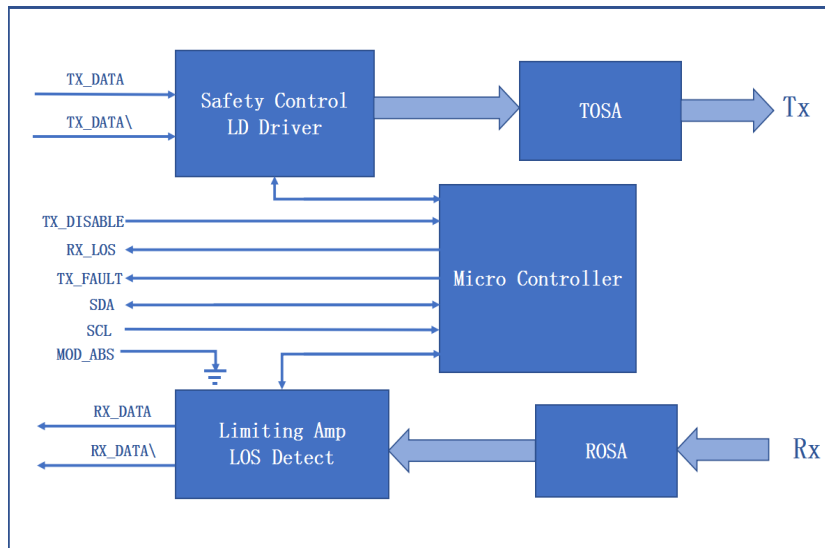 TX_DATA
Safety Control
LD Driver
TOSA
Tx
TX_DATA\
TX_DISABLE
RX_LOS
TX_FAULT
Micro Controller
SDA
SCL
MOD_ABS
RX_DATA
Limiting Amp
LOS Detect
ROSA
Rx
RX_DATA\